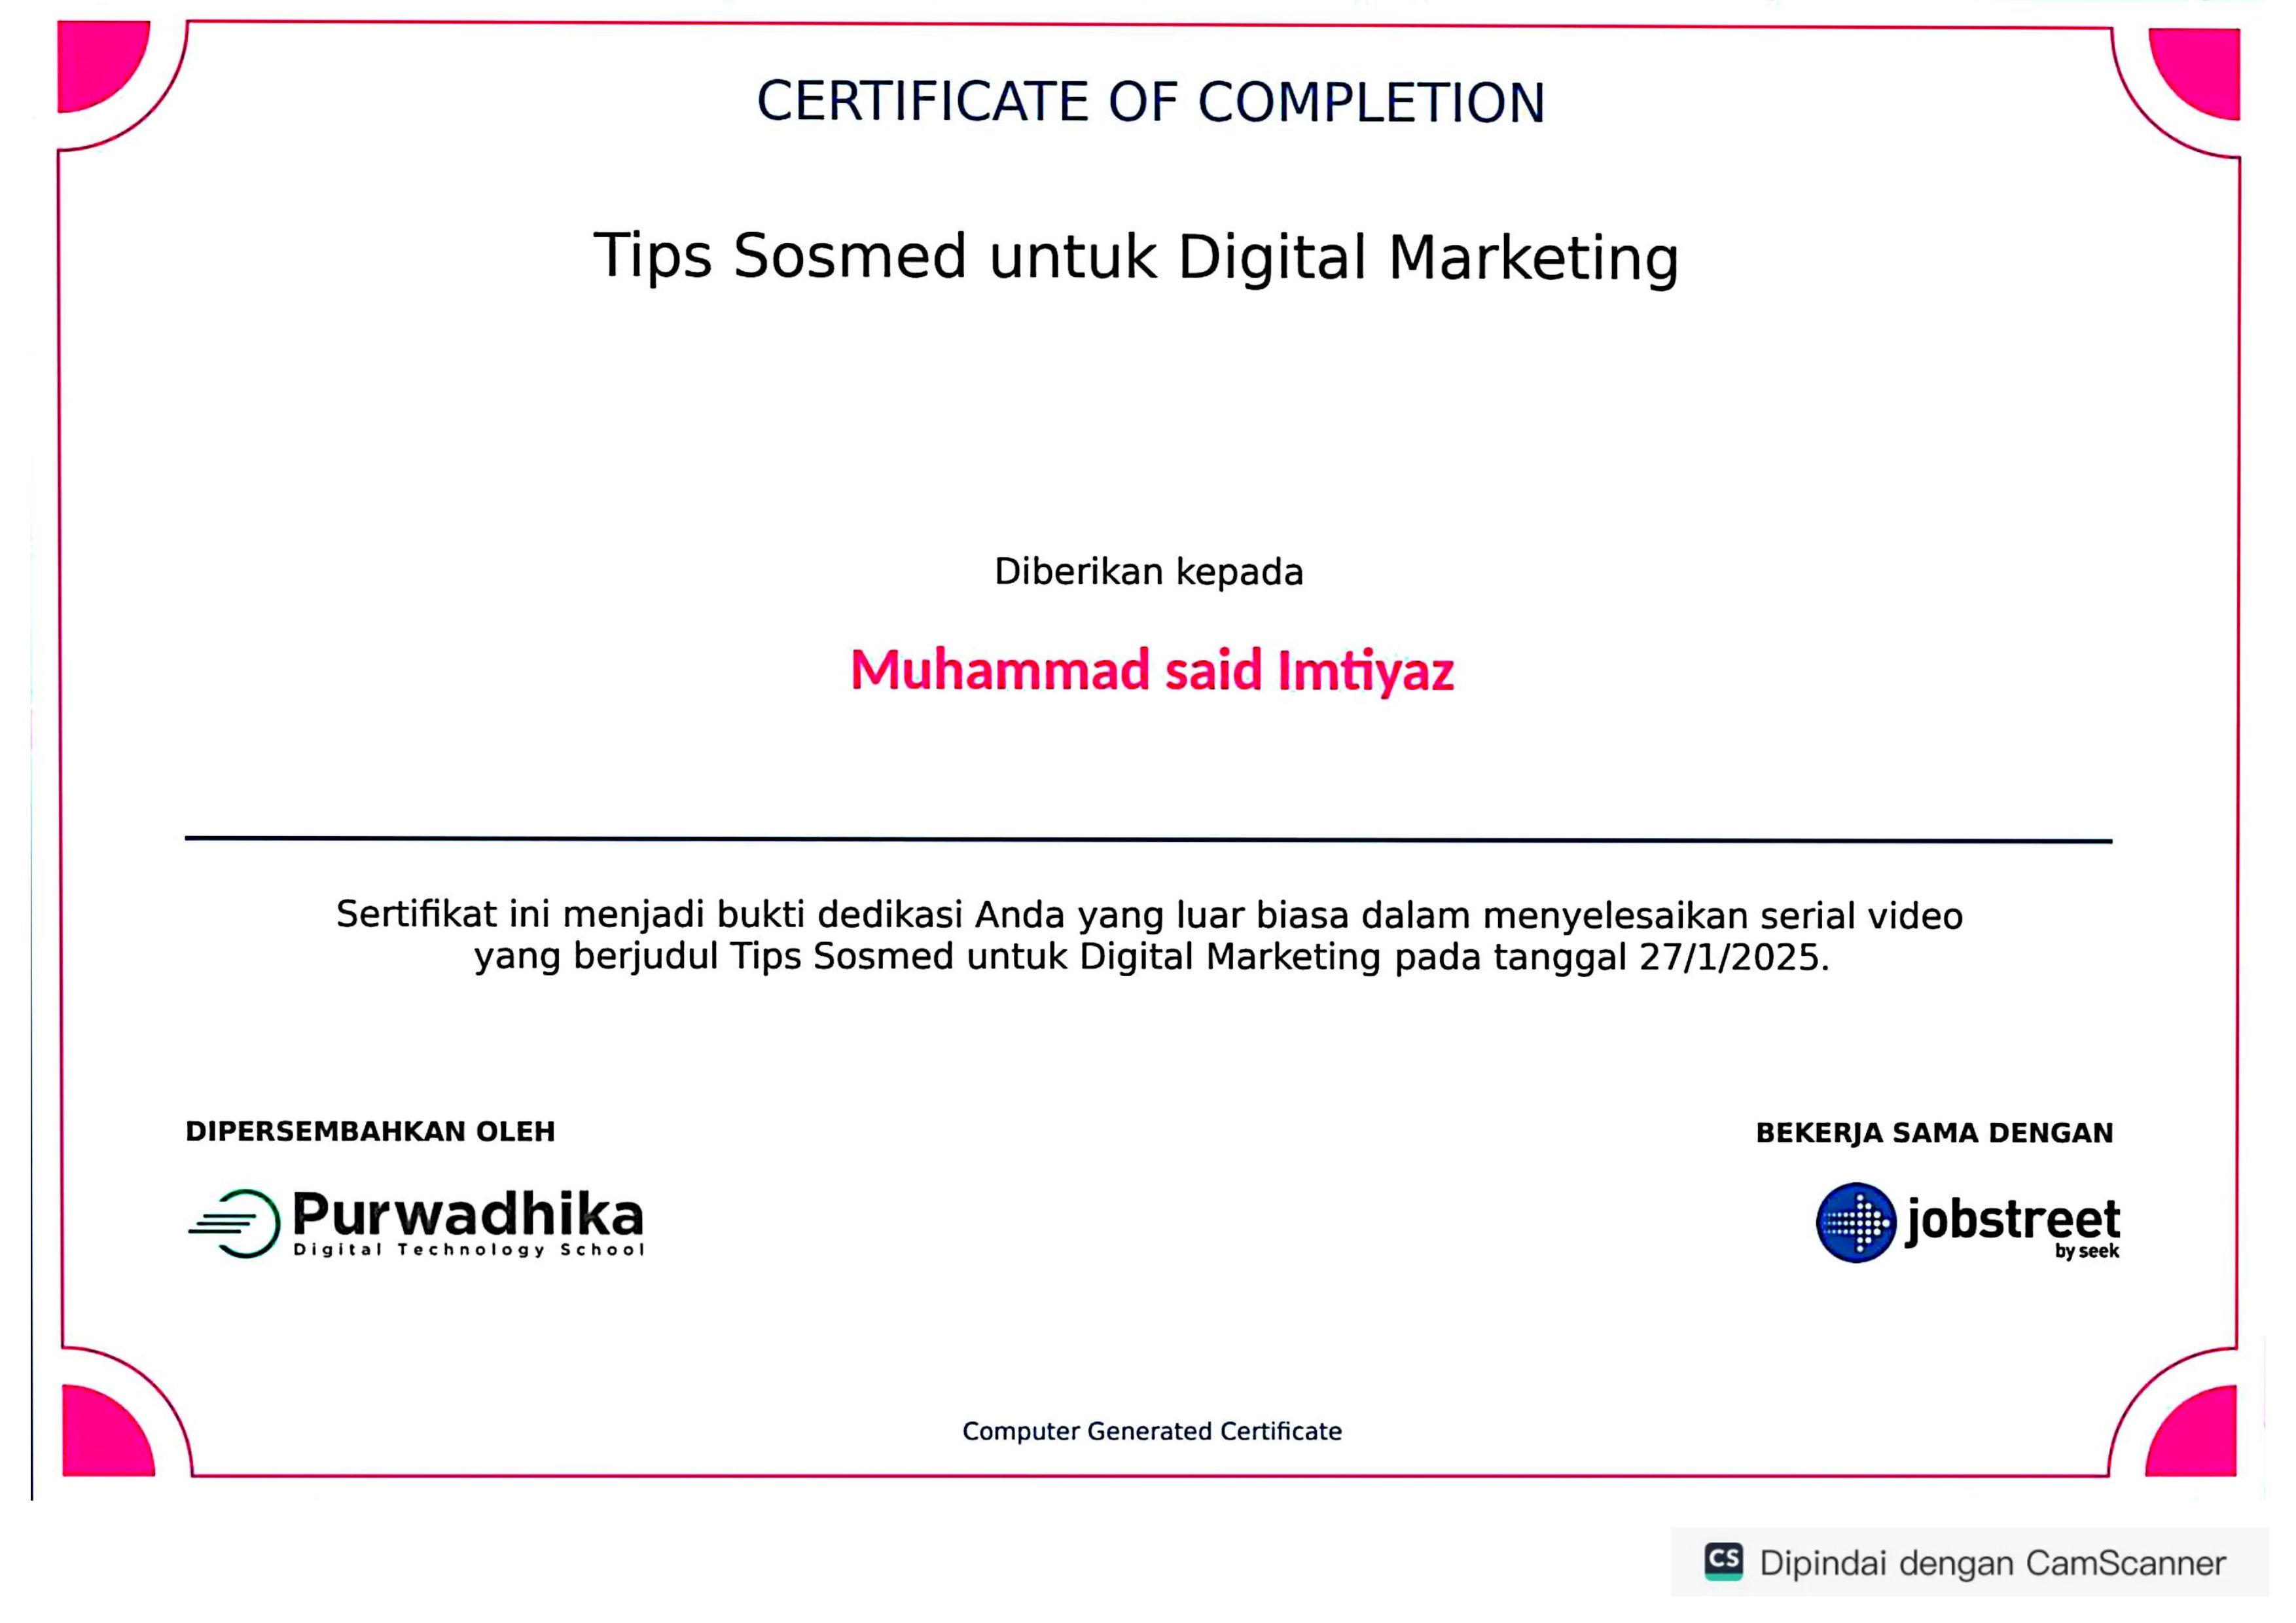 CERTIFICATE OF COMPLETION
Tips Sosmed untuk Digital Marketing
Diberikan kepada
Muhammad said Imtiyaz
Sertifikat ini menjadi bukti dedikasi Anda yang luar biasa dalam menyelesaikan serial video
yang berjudul Tips Sosmed untuk Digital Marketing pada tanggal 27/1/2025.
DIPERSEMBAHKAN OLEH
Purwadhika
Digital Technology School
BEKERJA SAMA DENGAN
jobstreet
by seek
Computer Generated Certificate
CS Dipindai dengan CamScanner